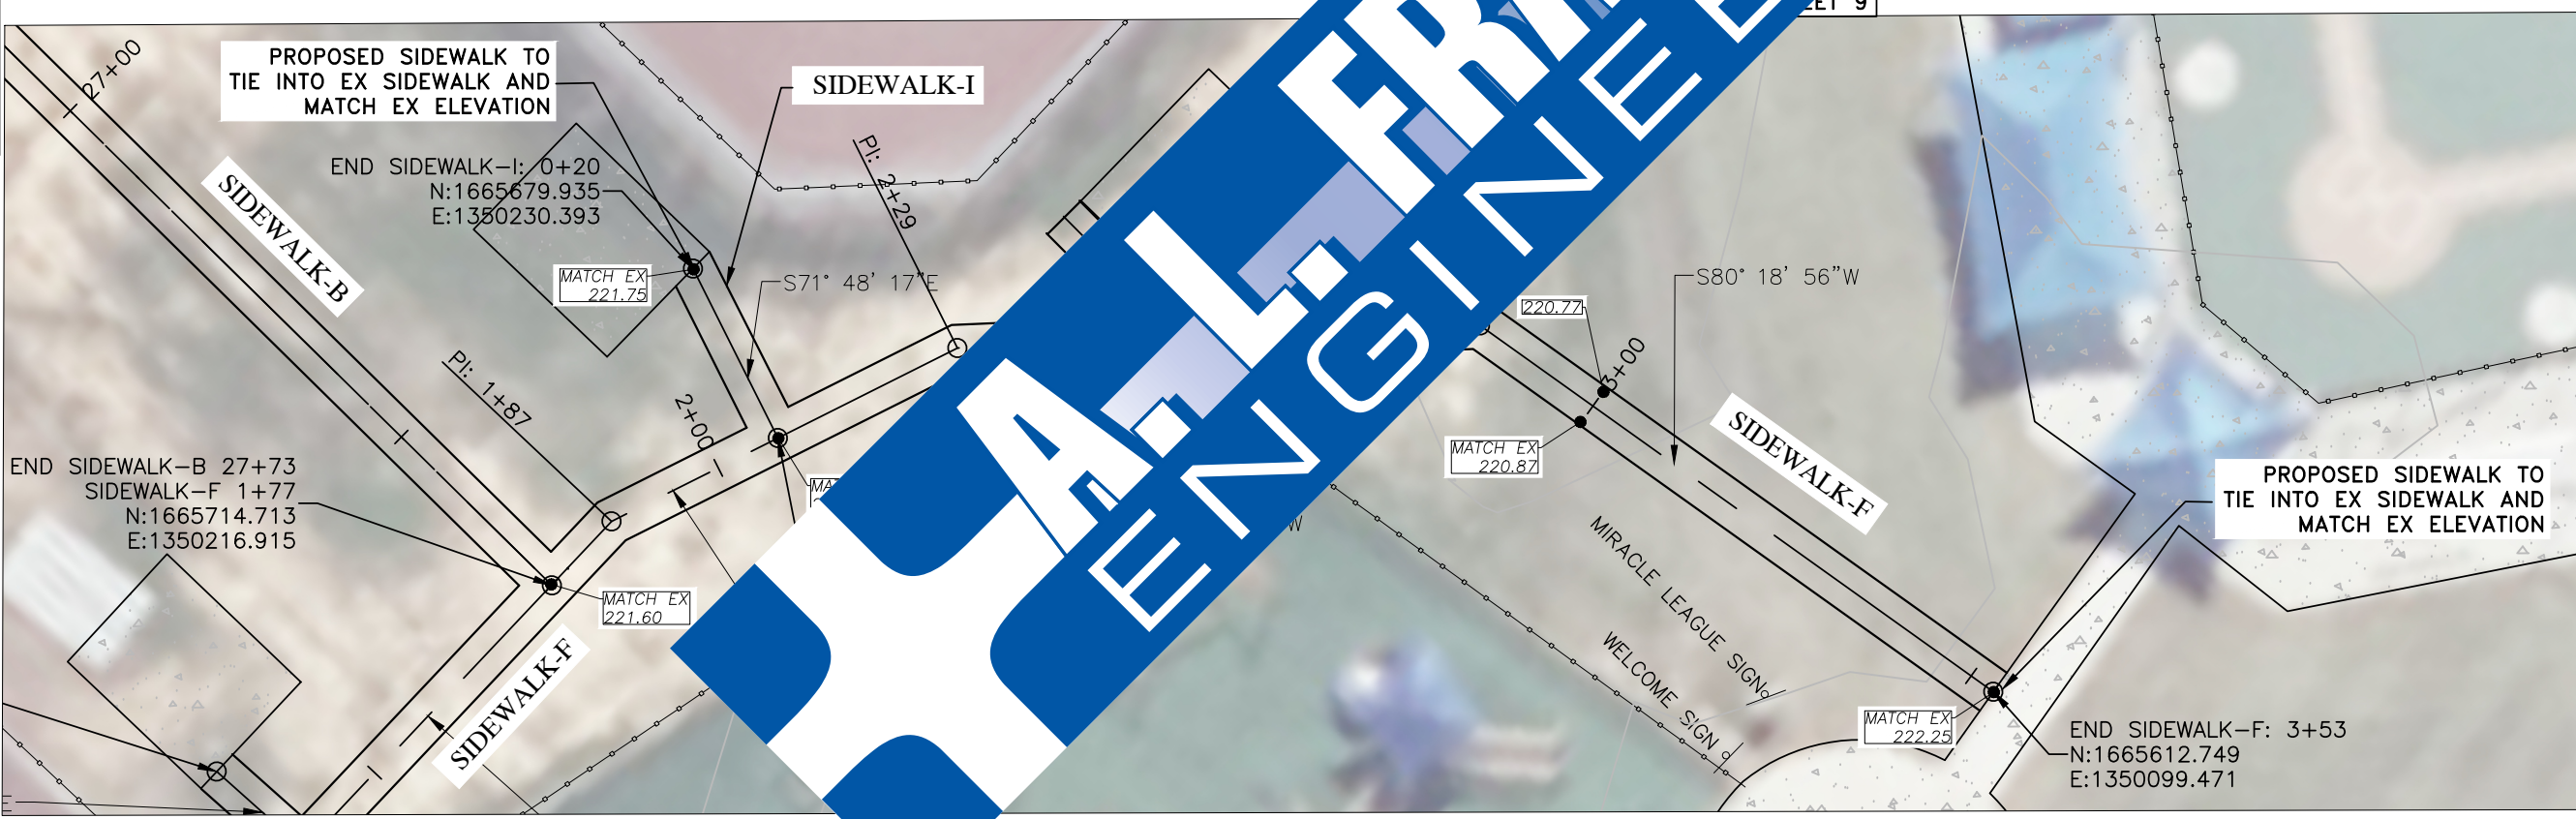 EET 9
27+00
PROPOSED SIDEWALK TO
TIE INTO EX SIDEWALK AND
MATCH EX ELEVATION
SIDEWALK-I
END SIDEWALK-I: 0+20
N:1665679.935
E:1350230.393
PI: 2+29
SIDEWALK-B
MATCH EX
221.75
S71° 48' 17"E
PI: 1+87
2+00
END SIDEWALK-B 27+73
SIDEWALK-F 1+77
N:1665714.713
E:1350216.915
MATCH EX
221.60
SIDEWALK-F
A. L. FRA
ENGINEE
W
220.77
3+00
S80° 18' 56"W
MATCH EX
220.87
SIDEWALK-F
MIRACLE LEAGUE SIGN
WELCOME SIGN
PROPOSED SIDEWALK TO
TIE INTO EX SIDEWALK AND
MATCH EX ELEVATION
MATCH EX
222.25
END SIDEWALK-F: 3+53
N:1665612.749
E:1350099.471